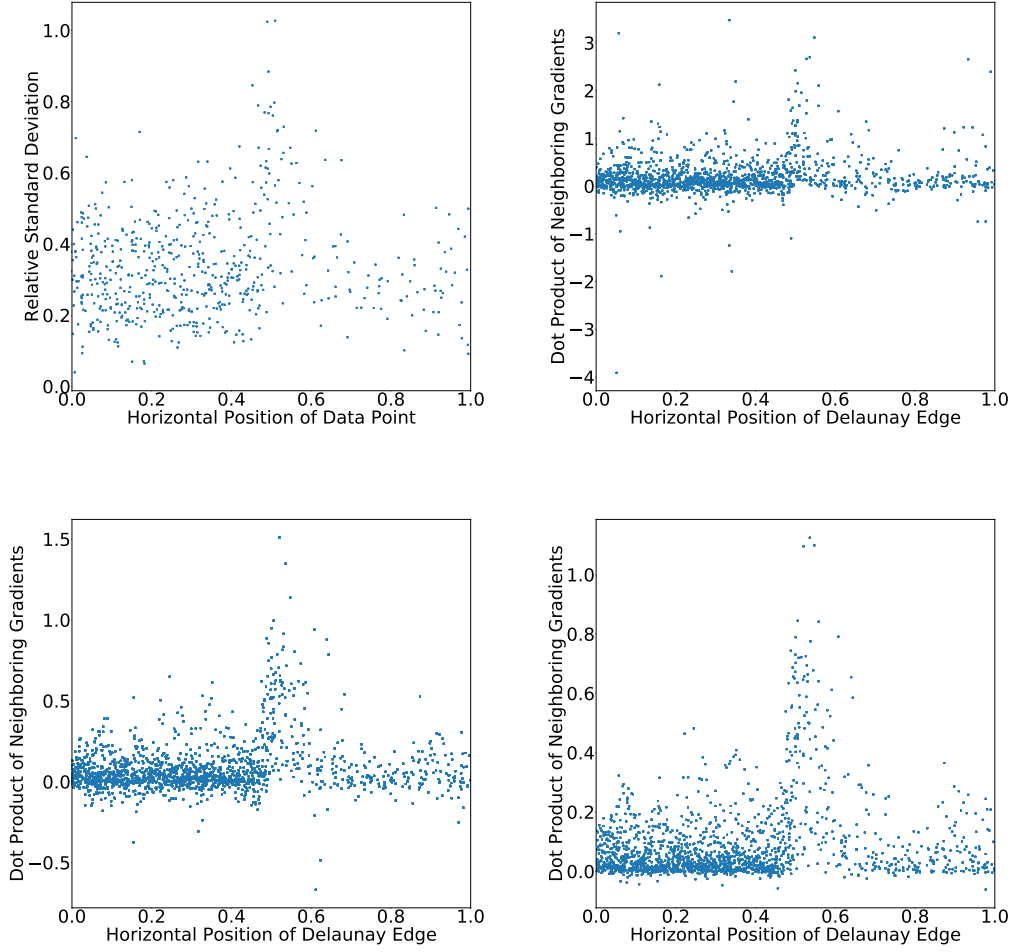 Relative Standard Deviation
1.0
0.8
0.6
0.4
0.2
0.0
0.0 0.2 0.4 0.6 0.8 1.0
Horizontal Position of Data Point
Dot Product of Neighboring Gradients
3
2
1
0
−1
−2
−3
−4
0.0 0.2 0.4 0.6 0.8 1.0
Horizontal Position of Delaunay Edge
Dot Product of Neighboring Gradients
1.5
1.0
0.5
0.0
−0.5
0.0 0.2 0.4 0.6 0.8 1.0
Horizontal Position of Delaunay Edge
Dot Product of Neighboring Gradients
1.0
0.8
0.6
0.4
0.2
0.0
0.0 0.2 0.4 0.6 0.8 1.0
Horizontal Position of Delaunay Edge